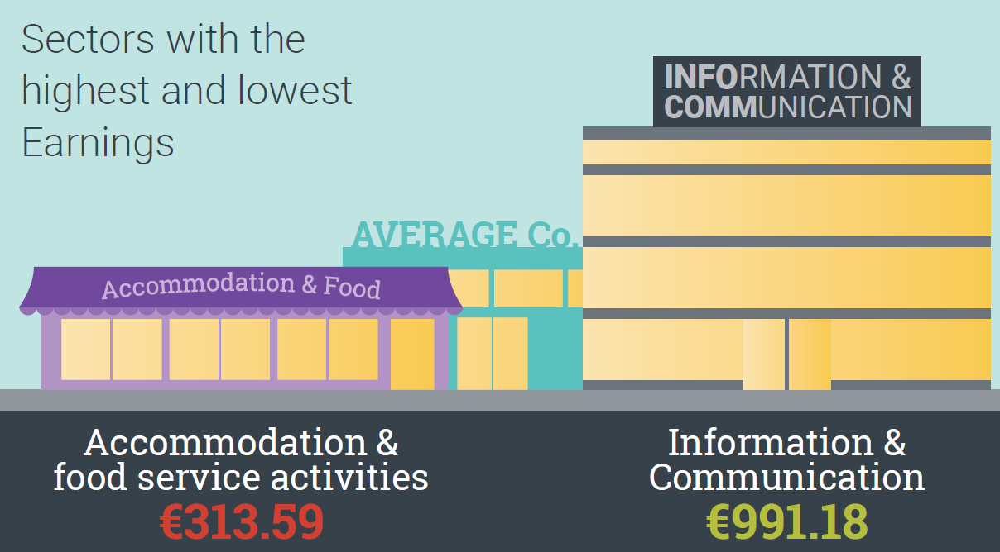 Sectors with the
highest and lowest
Earnings
INFORMATION &
COMMUNICATION
AVERAGE Co.
Accommodation & Food
Accommodation &
food service activities
€313.59
Information &
Communication
€991.18